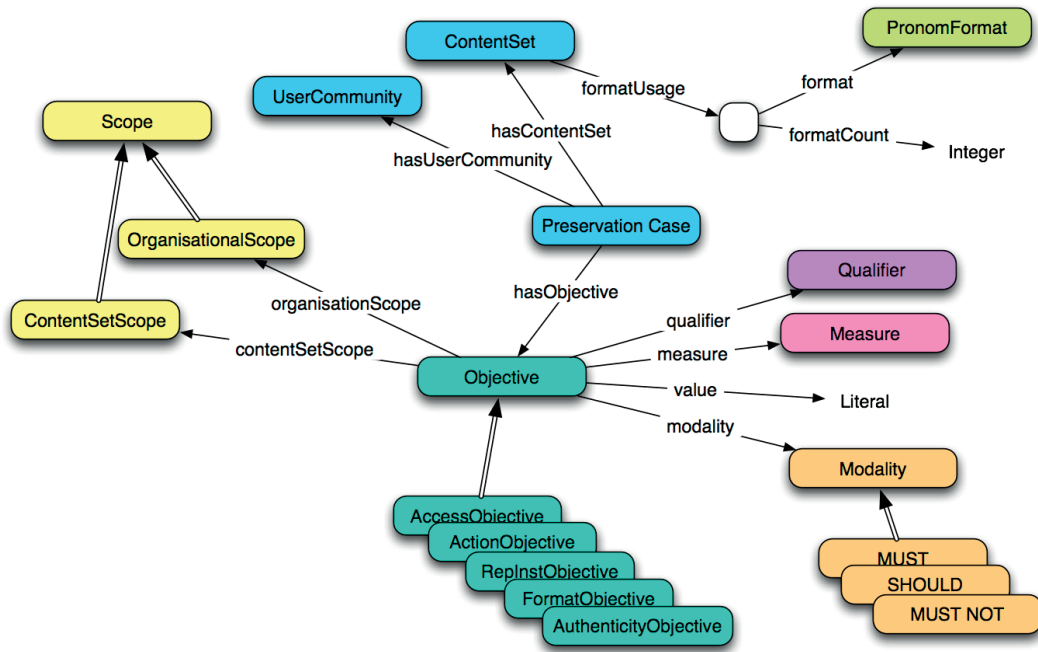 ContentSet
PronomFormat
UserCommunity
formatUsage
format
Scope
hasContentSet
formatCount
Integer
hasUserCommunity
Preservation Case
OrganisationalScope
Qualifier
hasObjective
organisationScope
ContentSetScope
qualifier
Measure
contentSetScope
measure
Objective
value
Literal
modality
Modality
AccessObjective
ActionObjective
RepInstObjective
FormatObjective
AuthenticityObjective
MUST
SHOULD
MUST NOT